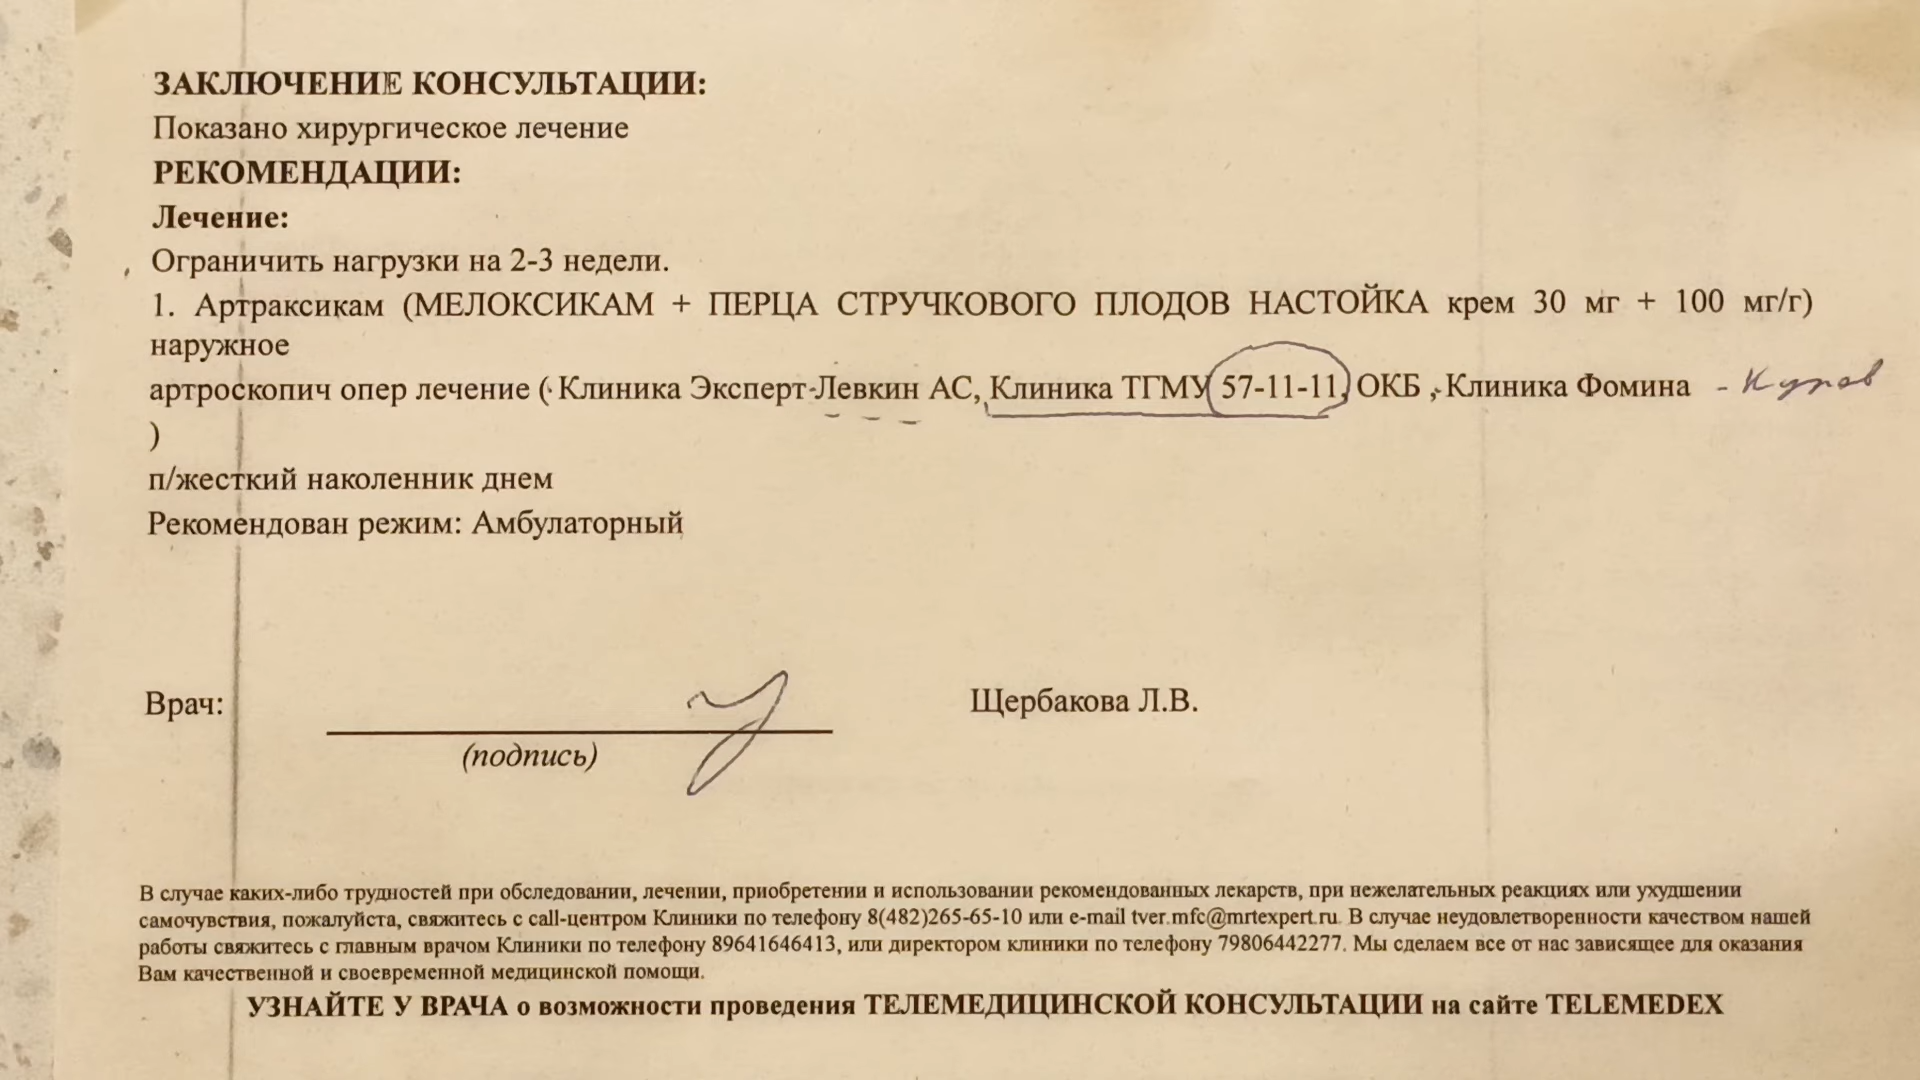 ЗАКЛЮЧЕНИЕ КОНСУЛЬТАЦИИ:
Показано хирургическое лечение
РЕКОМЕНДАЦИИ:
Лечение:
Ограничить нагрузки на 2-3 недели.
1. Артраксикам (МЕЛОКСИКАМ + ПЕРЦА СТРУЧКОВОГО ПЛОДОВ НАСТОЙКА крем 30 мг + 100 мг/г)
наружное
артроскопич опер лечение ( Клиника Эксперт-Левкин АС, Клиника ТГМУ 57-11-11, ОКБ , Клиника Фомина
)
п/жесткий наколенник днем
Рекомендован режим: Амбулаторный
Врач: Щербакова Л.В.
(подпись)
В случае каких-либо трудностей при обследовании, лечении, приобретении и использовании рекомендованных лекарств, при нежелательных реакциях или ухудшении
самочувствия, пожалуйста, свяжитесь с call-центром Клиники по телефону 8(482)265-65-10 или e-mail tver.mfc@mrtexpert.ru. В случае неудовлетворенности качеством нашей
работы свяжитесь с главным врачом Клиники по телефону 89641646413, или директором клиники по телефону 79806442277. Мы сделаем все от нас зависящее для оказания
Вам качественной и своевременной медицинской помощи.
УЗНАЙТЕ У ВРАЧА о возможности проведения ТЕЛЕМЕДИЦИНСКОЙ КОНСУЛЬТАЦИИ на сайте TELEMEDEX